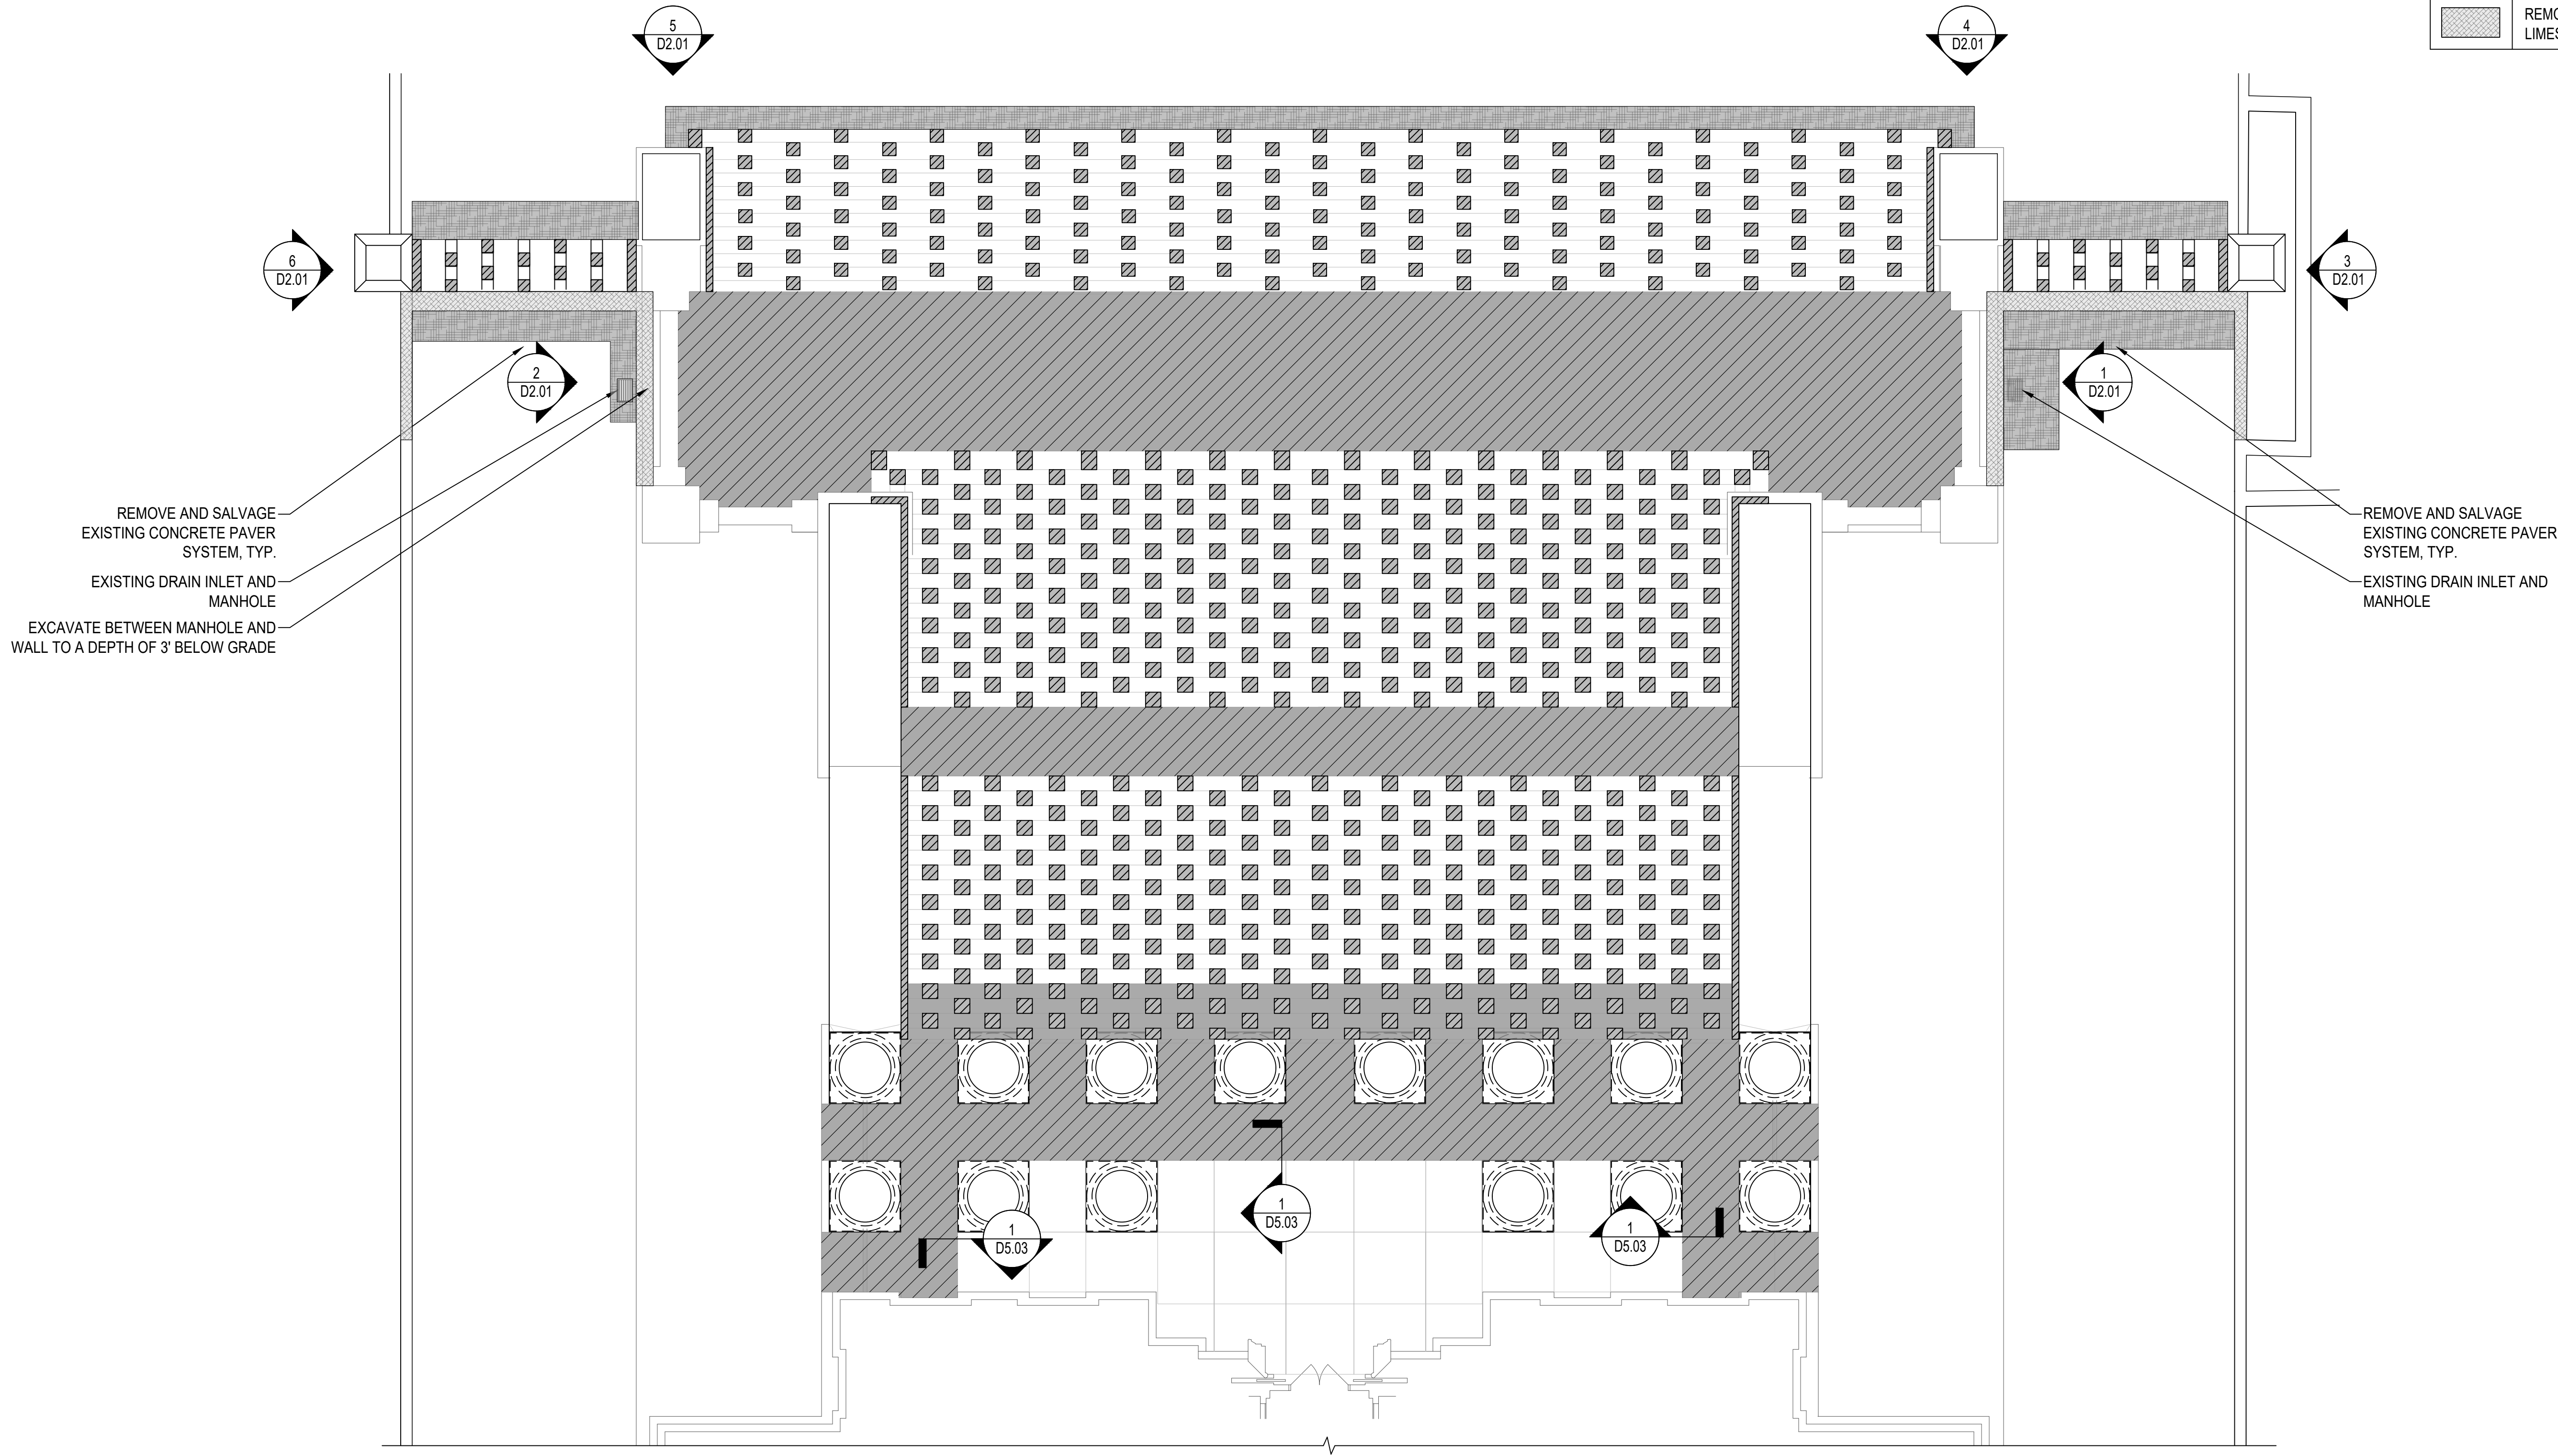 5
D2.01
4
D2.01
6
D2.01
3
D2.01
2
D2.01
1
D2.01
REMOVE AND SALVAGE
EXISTING CONCRETE PAVER
SYSTEM, TYP.
EXISTING DRAIN INLET AND
MANHOLE
EXCAVATE BETWEEN MANHOLE AND
WALL TO A DEPTH OF 3' BELOW GRADE
REMOVE AND SALVAGE
EXISTING CONCRETE PAVER
SYSTEM, TYP.
EXISTING DRAIN INLET AND
MANHOLE
1
D5.03
1
D5.03
1
D5.03